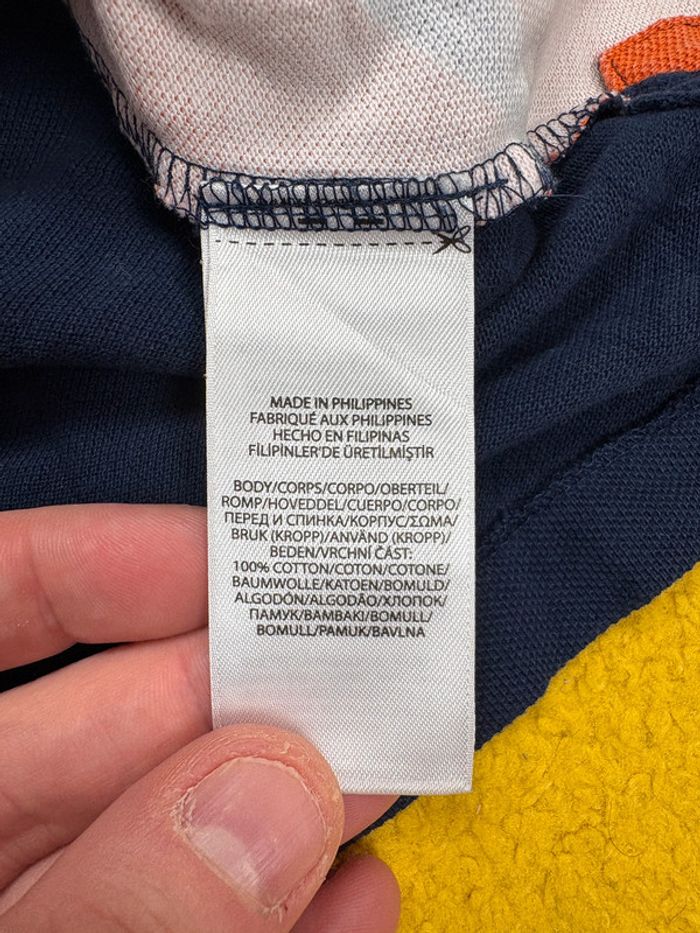 MADE IN PHILIPPINES
FABRIQUÉ AUX PHILIPPINES
HECHO EN FILIPINAS
FİLİPİNLER'DE ÜRETİLMİŞTİR
BODY/CORPS/CORPO/OBERTEIL/
ROMP/HOVEDDEL/CUERPO/CORPO/
ПЕРЕД И СПИНКА/КОРПУС/ΣΩΜΑ/
BRUK (KROPP)/ANVÄND (KROPP)/
BEDEN/VRCHNÍ ČÁST:
100% COTTON/COTON/COTONE/
BAUMWOLLE/KATOEN/BOMULD/
ALGODÓN/ALGODÃO/ХЛОПОК/
ПАМУК/ΒΑΜΒΑΚΙ/BOMULL/
BOMULL/PAMUK/BAVLNA